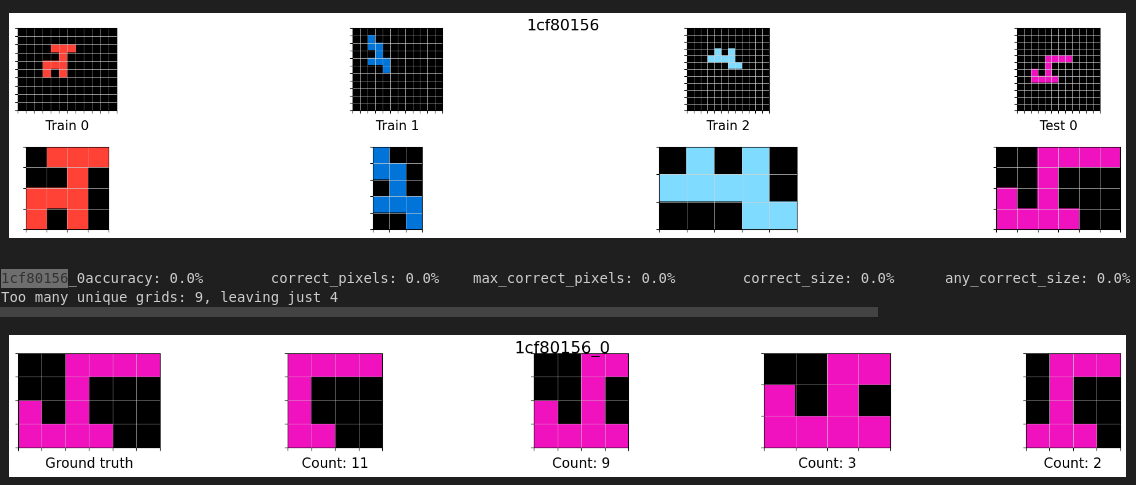 1cf80156
Train 0 Train 1 Train 2 Test 0
1cf80156_0accuracy: 0.0% correct_pixels: 0.0% max_correct_pixels: 0.0% correct_size: 0.0% any_correct_size: 0.0%
Too many unique grids: 9, leaving just 4
1cf80156_0
Ground truth Count: 11 Count: 9 Count: 3 Count: 2